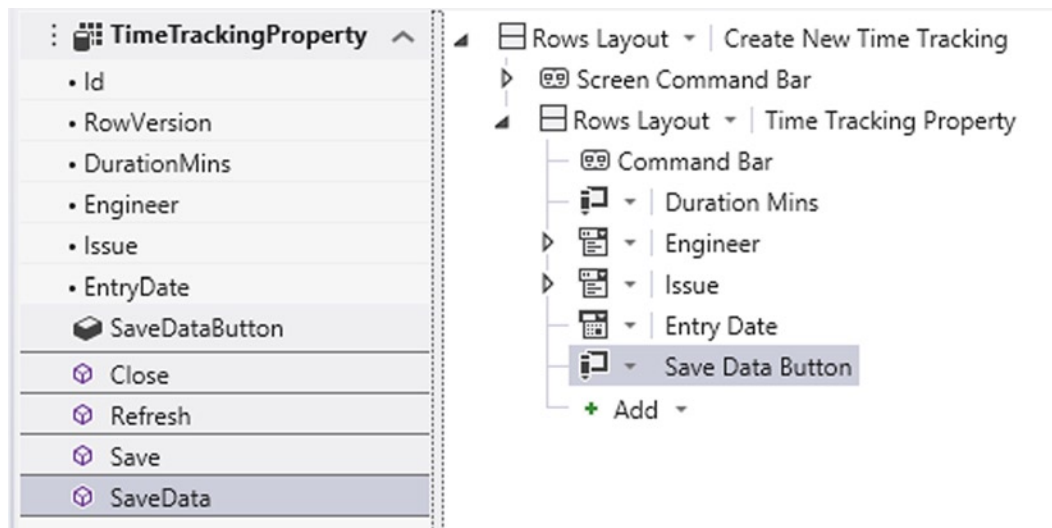 TimeTrackingProperty
• Id
• RowVersion
• DurationMins
• Engineer
• Issue
• EntryDate
SaveDataButton
Close
Refresh
Save
SaveData
Rows Layout | Create New Time Tracking
Screen Command Bar
Rows Layout | Time Tracking Property
Command Bar
Duration Mins
Engineer
Issue
Entry Date
Save Data Button
+ Add